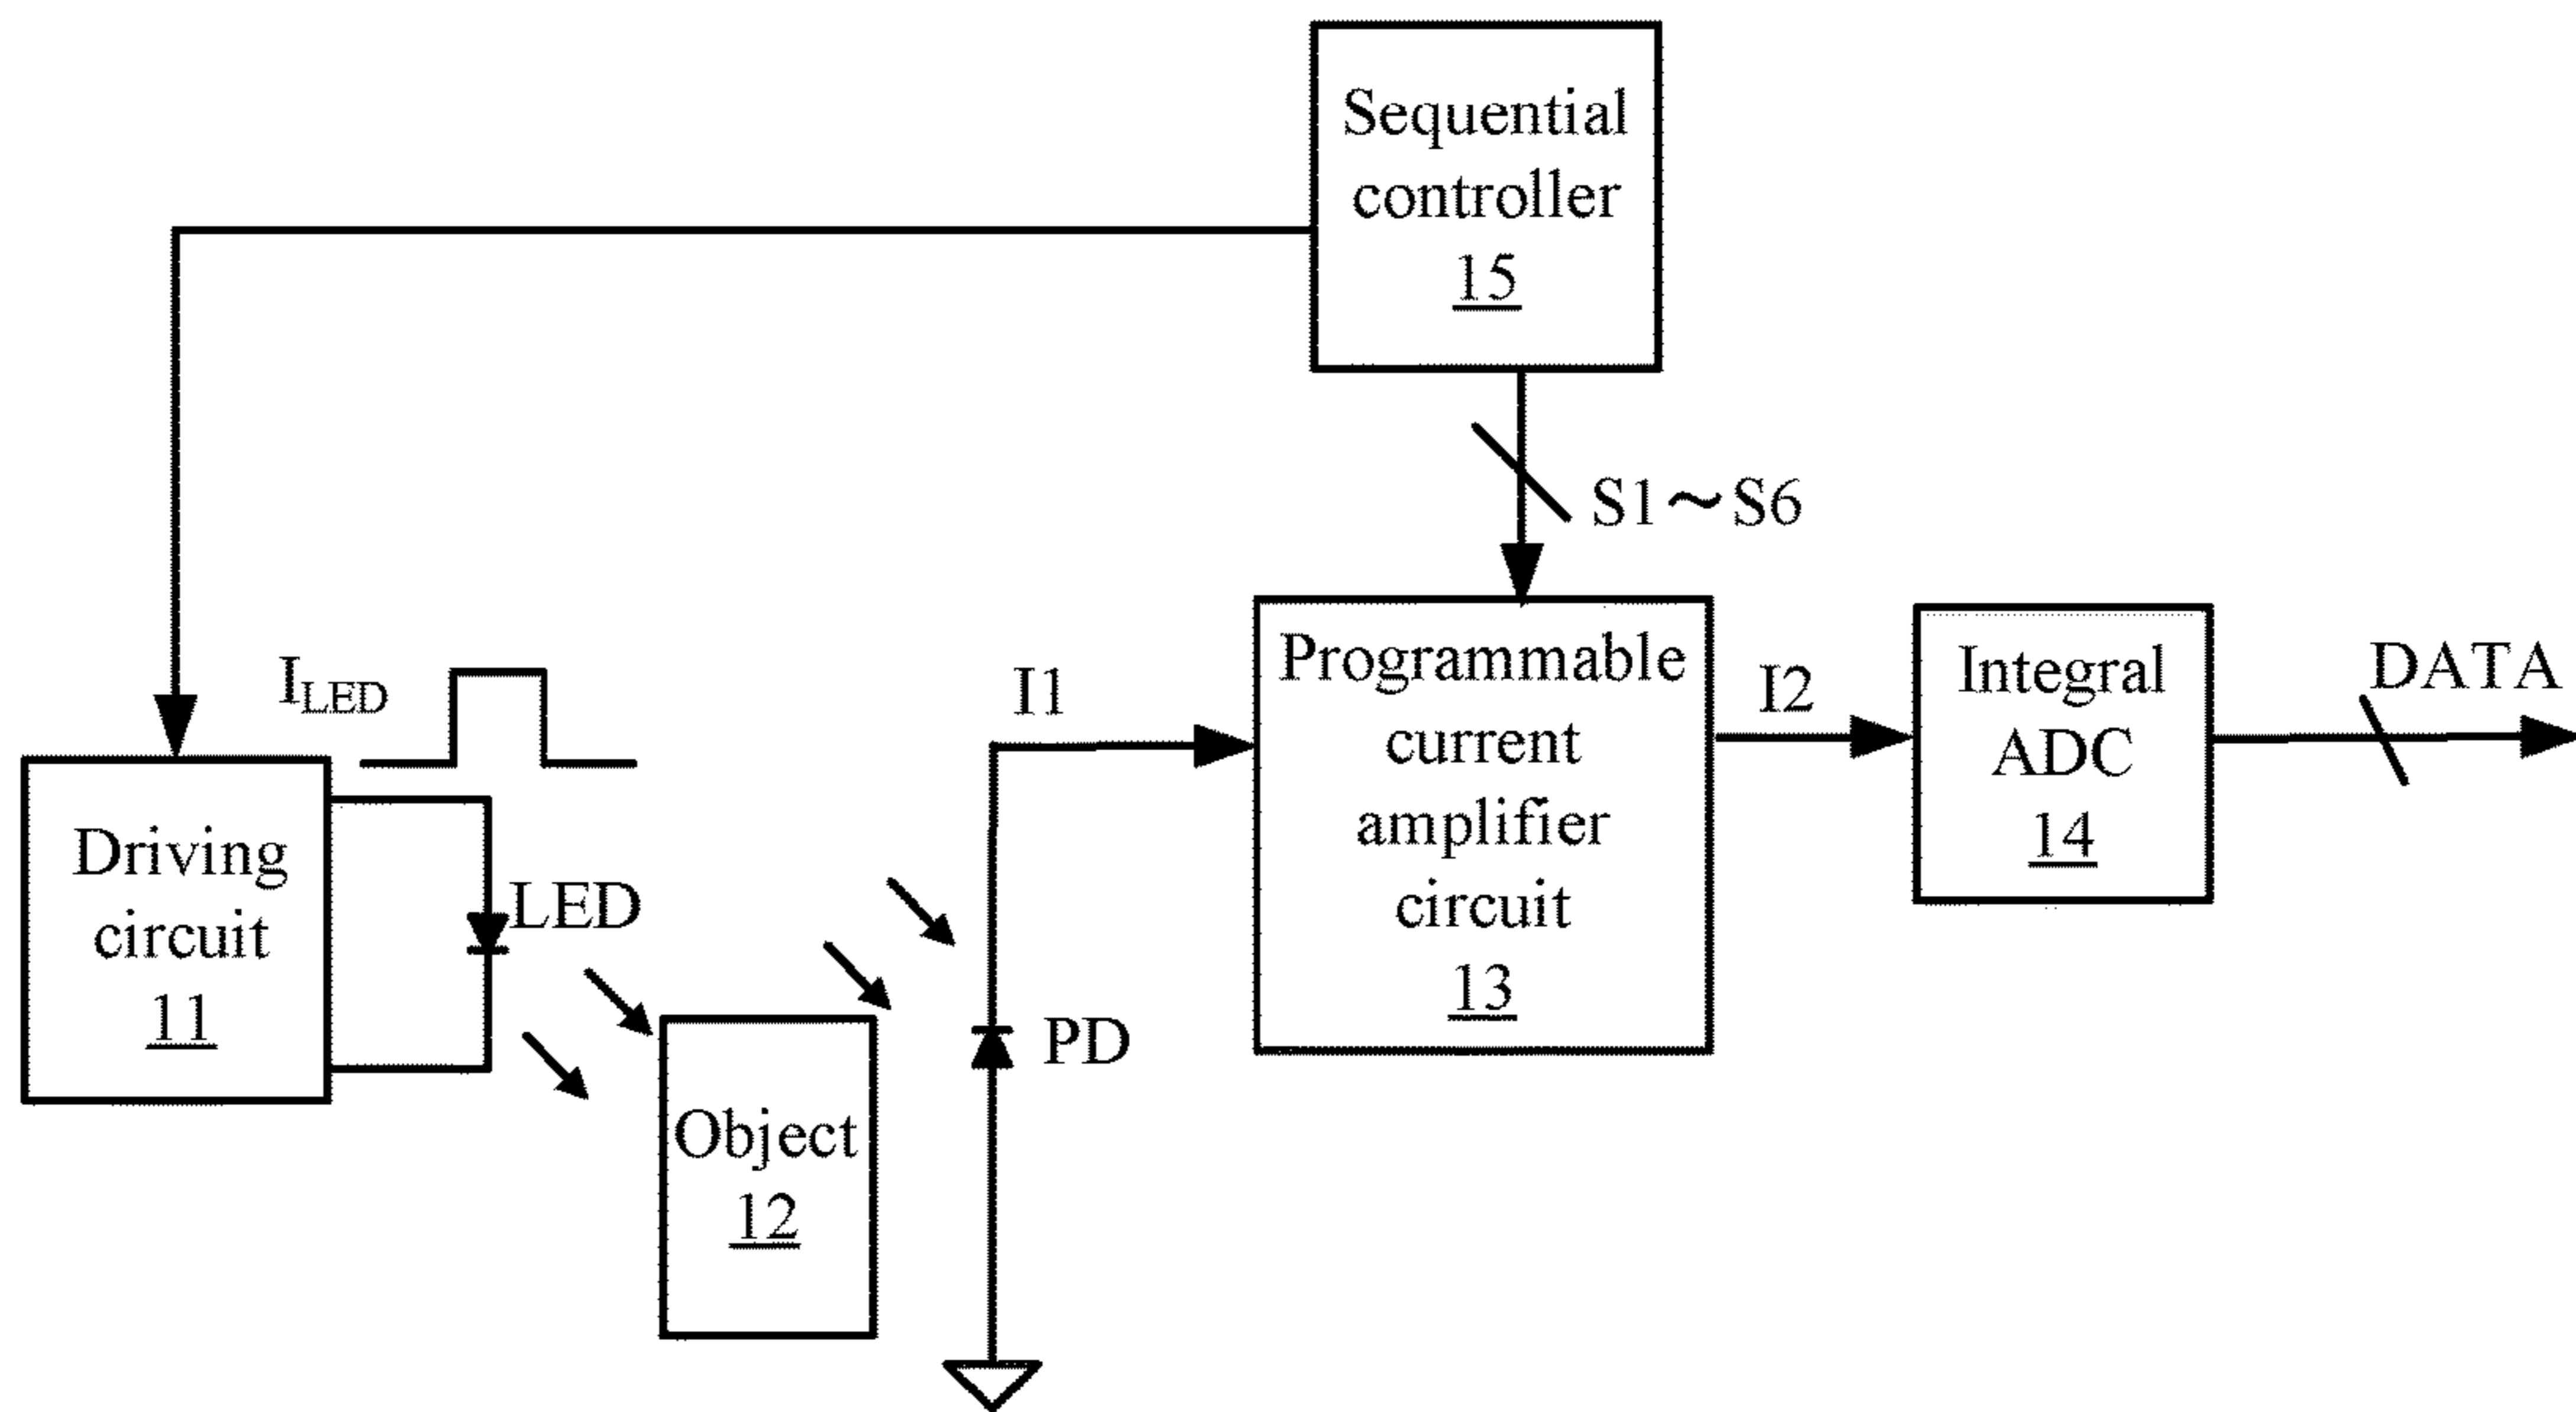 Sequential
controller
15
S1~S6
I_LED
Driving
circuit
11
LED
Object
12
PD
I1
Programmable
current
amplifier
circuit
13
I2
Integral
ADC
14
DATA